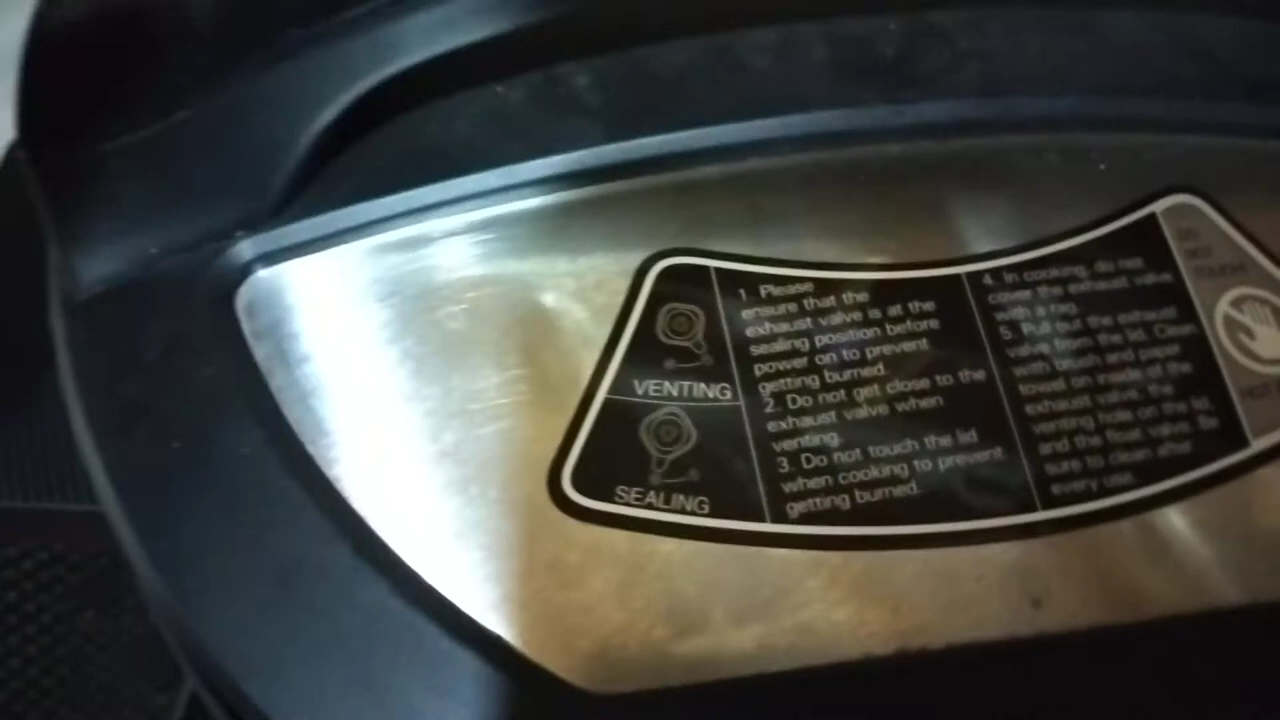 VENTING
SEALING
1. Please
ensure that the
exhaust valve is at the
sealing position before
power on to prevent
getting burned.
2. Do not get close to the
exhaust valve when
venting.
3. Do not touch the lid
when cooking to prevent
getting burned.
4. In cooking, do not
cover the exhaust valve
with a rag.
5. Pull out the exhaust
valve from the lid. Clean
with brush and paper
towel on inside of the
exhaust valve, the
venting hole on the lid
and the float valve. Be
sure to clean after
every use.
DO
NOT
TOUCH